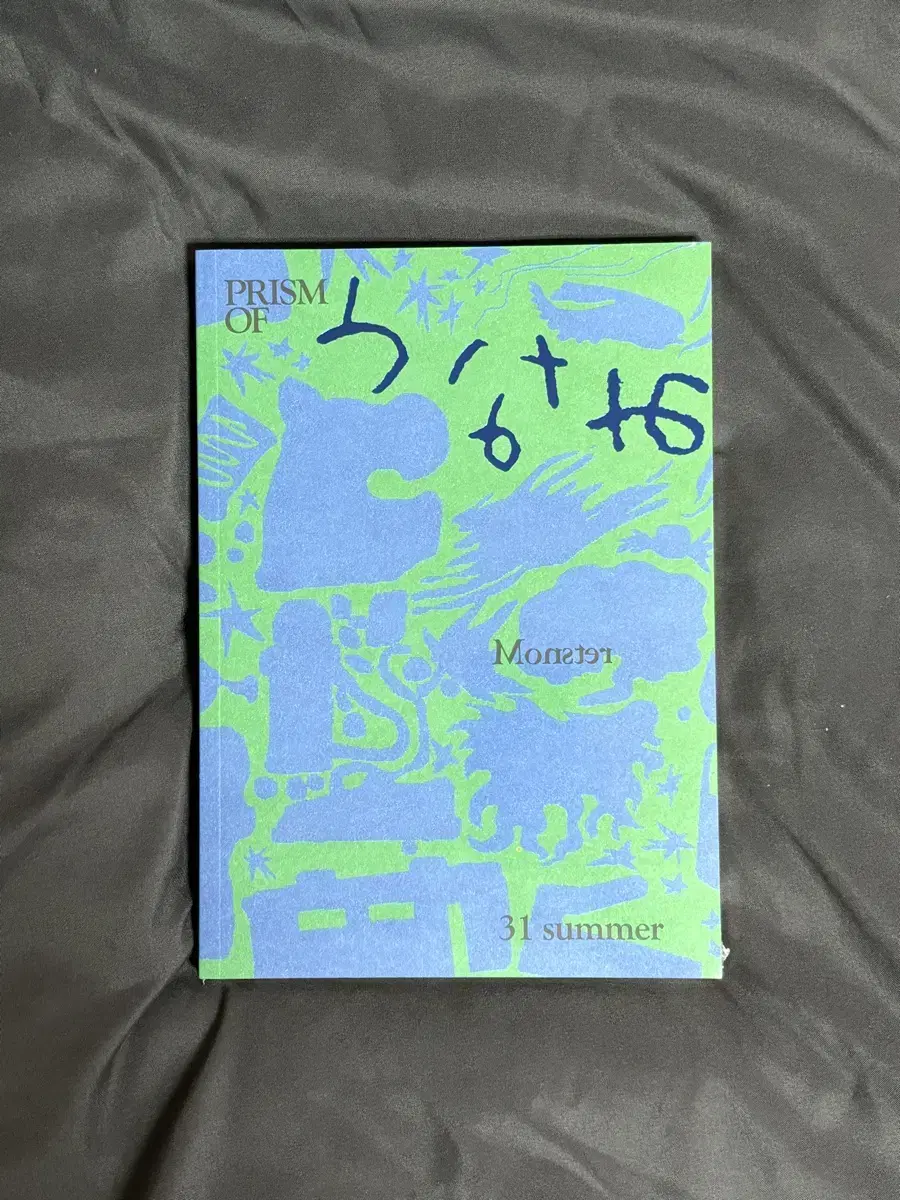 PRISM
OF
Monster
31 summer